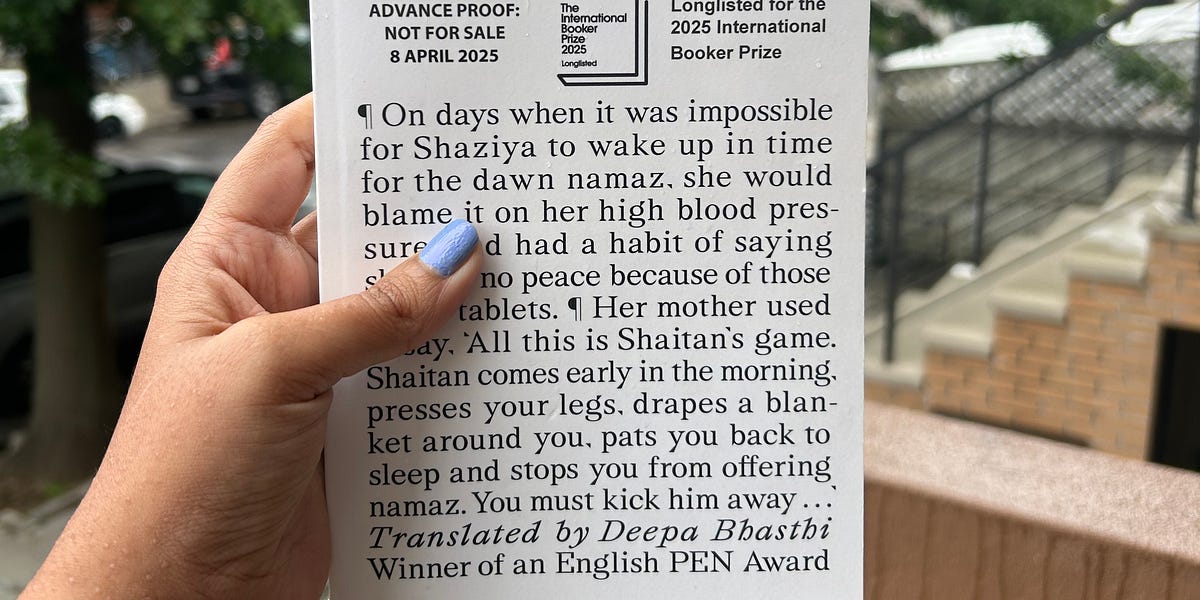 ADVANCE PROOF:
NOT FOR SALE
8 APRIL 2025
The
International
Booker
Prize
2025
Longlisted
Longlisted for the
2025 International
Booker Prize
¶ On days when it was impossible
for Shaziya to wake up in time
for the dawn namaz, she would
blame it on her high blood pres-
sure d had a habit of saying
no peace because of those
tablets. ¶ Her mother used
say, ‘All this is Shaitan’s game.
Shaitan comes early in the morning,
presses your legs, drapes a blan-
ket around you, pats you back to
sleep and stops you from offering
namaz. You must kick him away …’
Translated by Deepa Bhasthi
Winner of an English PEN Award